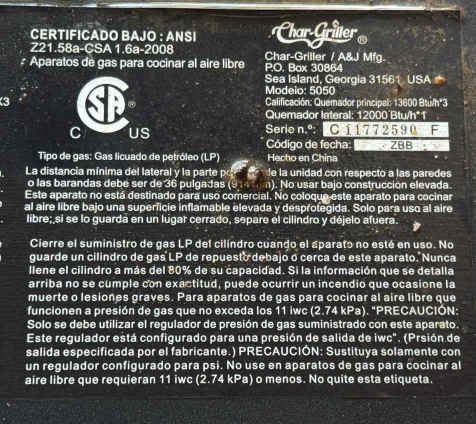 CERTIFICADO BAJO : ANSI
Z21.58a-CSA 1.6a-2008
Aparatos de gas para cocinar al aire libre
Char-Griller®
Char-Griller / A&J Mfg.
P.O. Box 30864
Sea Island, Georgia 31561 USA
Modelo: 5050
Calificación: Quemador principal: 13600 Btu/h*3
Quemador lateral: 12000 Btu/h*1
Serie n.º: C 11772590 F
Código de fecha: ZBB
Hecho en China
X3
SA®
C US
Tipo de gas: Gas licuado de petróleo (LP)
La distancia mínima del lateral y la parte de la unidad con respecto a las paredes
o las barandas debe ser de 36 pulgadas No usar bajo construcción elevada.
Este aparato no está destinado para uso comercial. No coloque este aparato para cocinar
al aire libre bajo una superficie inflamable elevada y desprotegida. Solo para uso al aire
libre; si se lo guarda en un lugar cerrado, separe el cilindro y déjelo afuera.
Cierre el suministro de gas LP del cilindro cuando el aparato no esté en uso. No
guarde un cilindro de gas LP de repuesto debajo o cerca de este aparato. Nunca
llene el cilindro a más del 80% de su capacidad. Si la información que se detalla
arriba no se cumple con exactitud, puede ocurrir un incendio que ocasione la
muerte o lesiones graves. Para aparatos de gas para cocinar al aire libre que
funcionen a presión de gas que no exceda los 11 iwc (2.74 kPa). "PRECAUCIÓN:
Solo se debe utilizar el regulador de presión de gas suministrado con este aparato.
Este regulador está configurado para una presión de salida de iwc". (Prsión de
salida especificada por el fabricante.) PRECAUCIÓN: Sustituya solamente con
un regulador configurado para psi. No use en aparatos de gas para cocinar al
aire libre que requieran 11 iwc (2.74 kPa) o menos. No quite esta etiqueta.